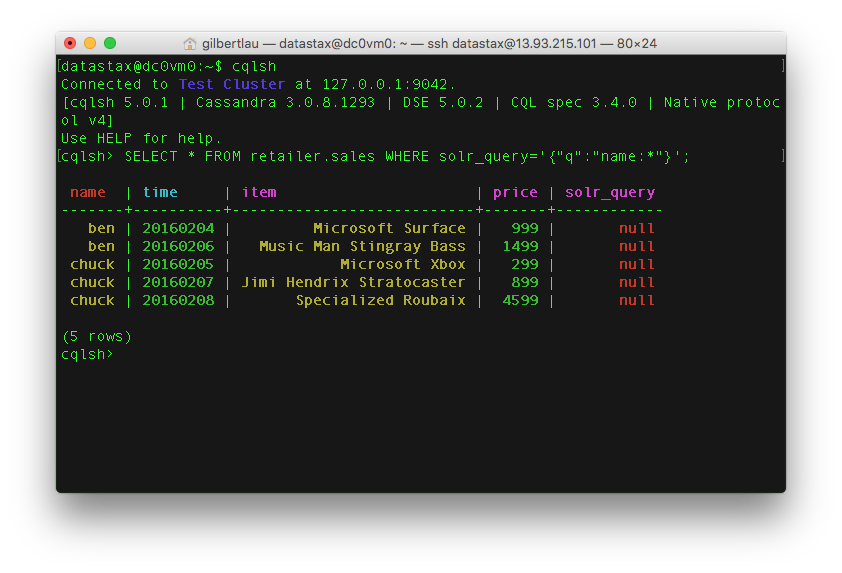 gilbertlau — datastax@dc0vm0: ~ — ssh datastax@13.93.215.101 — 80×24
[datastax@dc0vm0:~$ cqlsh ]
Connected to Test Cluster at 127.0.0.1:9042.
[cqlsh 5.0.1 | Cassandra 3.0.8.1293 | DSE 5.0.2 | CQL spec 3.4.0 | Native protoc
ol v4]
Use HELP for help.
[cqlsh> SELECT * FROM retailer.sales WHERE solr_query='{"q":"name:*"}'; ]
name | time | item | price | solr_query
-------+----------+---------------------------+-------+------------
ben | 20160204 | Microsoft Surface | 999 | null
ben | 20160206 | Music Man Stingray Bass | 1499 | null
chuck | 20160205 | Microsoft Xbox | 299 | null
chuck | 20160207 | Jimi Hendrix Stratocaster | 899 | null
chuck | 20160208 | Specialized Roubaix | 4599 | null
(5 rows)
cqlsh>